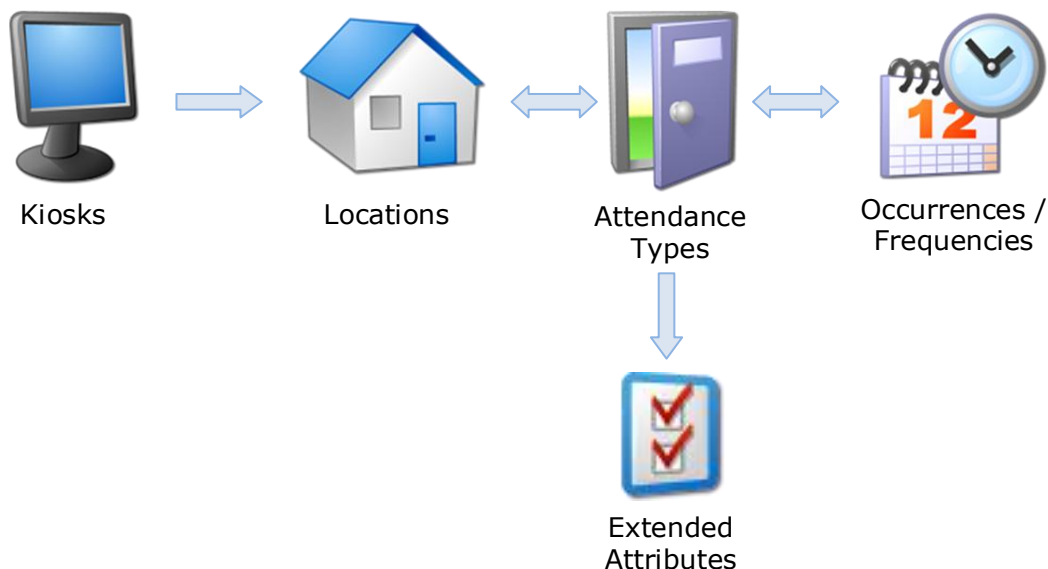 12
Kiosks
Locations
Attendance
Types
Occurrences /
Frequencies
Extended
Attributes